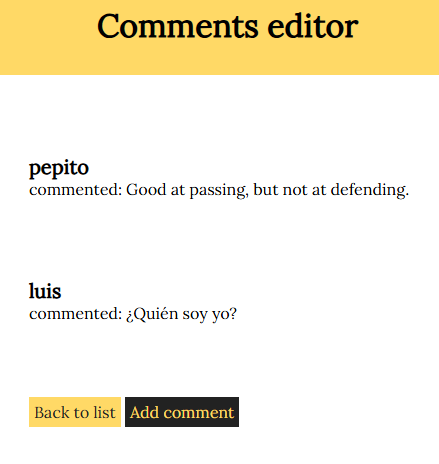 Comments editor
pepito
commented: Good at passing, but not at defending.
luis
commented: ¿Quién soy yo?
Back to list Add comment